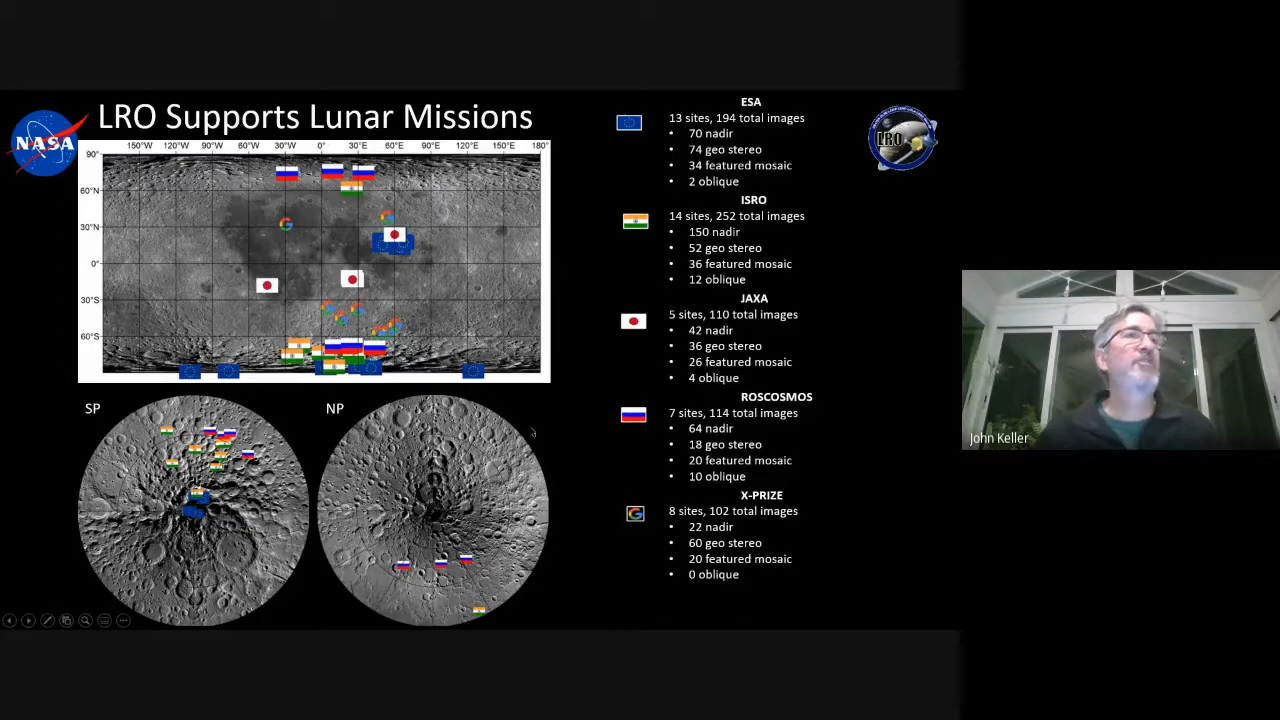 LRO Supports Lunar Missions
NASA
150°W 120°W 90°W 60°W 30°W 0° 30°E 60°E 90°E 120°E 150°E 180°
90°
60°N
30°N
0°
30°S
60°S
90°
SP
NP
ESA
13 sites, 194 total images
• 70 nadir
• 74 geo stereo
• 34 featured mosaic
• 2 oblique
ISRO
14 sites, 252 total images
• 150 nadir
• 52 geo stereo
• 36 featured mosaic
• 12 oblique
JAXA
5 sites, 110 total images
• 42 nadir
• 36 geo stereo
• 26 featured mosaic
• 4 oblique
ROSCOSMOS
7 sites, 114 total images
• 64 nadir
• 18 geo stereo
• 20 featured mosaic
• 10 oblique
X-PRIZE
8 sites, 102 total images
• 22 nadir
• 60 geo stereo
• 20 featured mosaic
• 0 oblique
LRO
John Keller